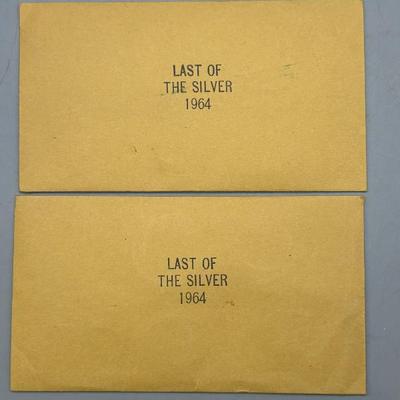 LAST OF
THE SILVER
1964
LAST OF
THE SILVER
1964